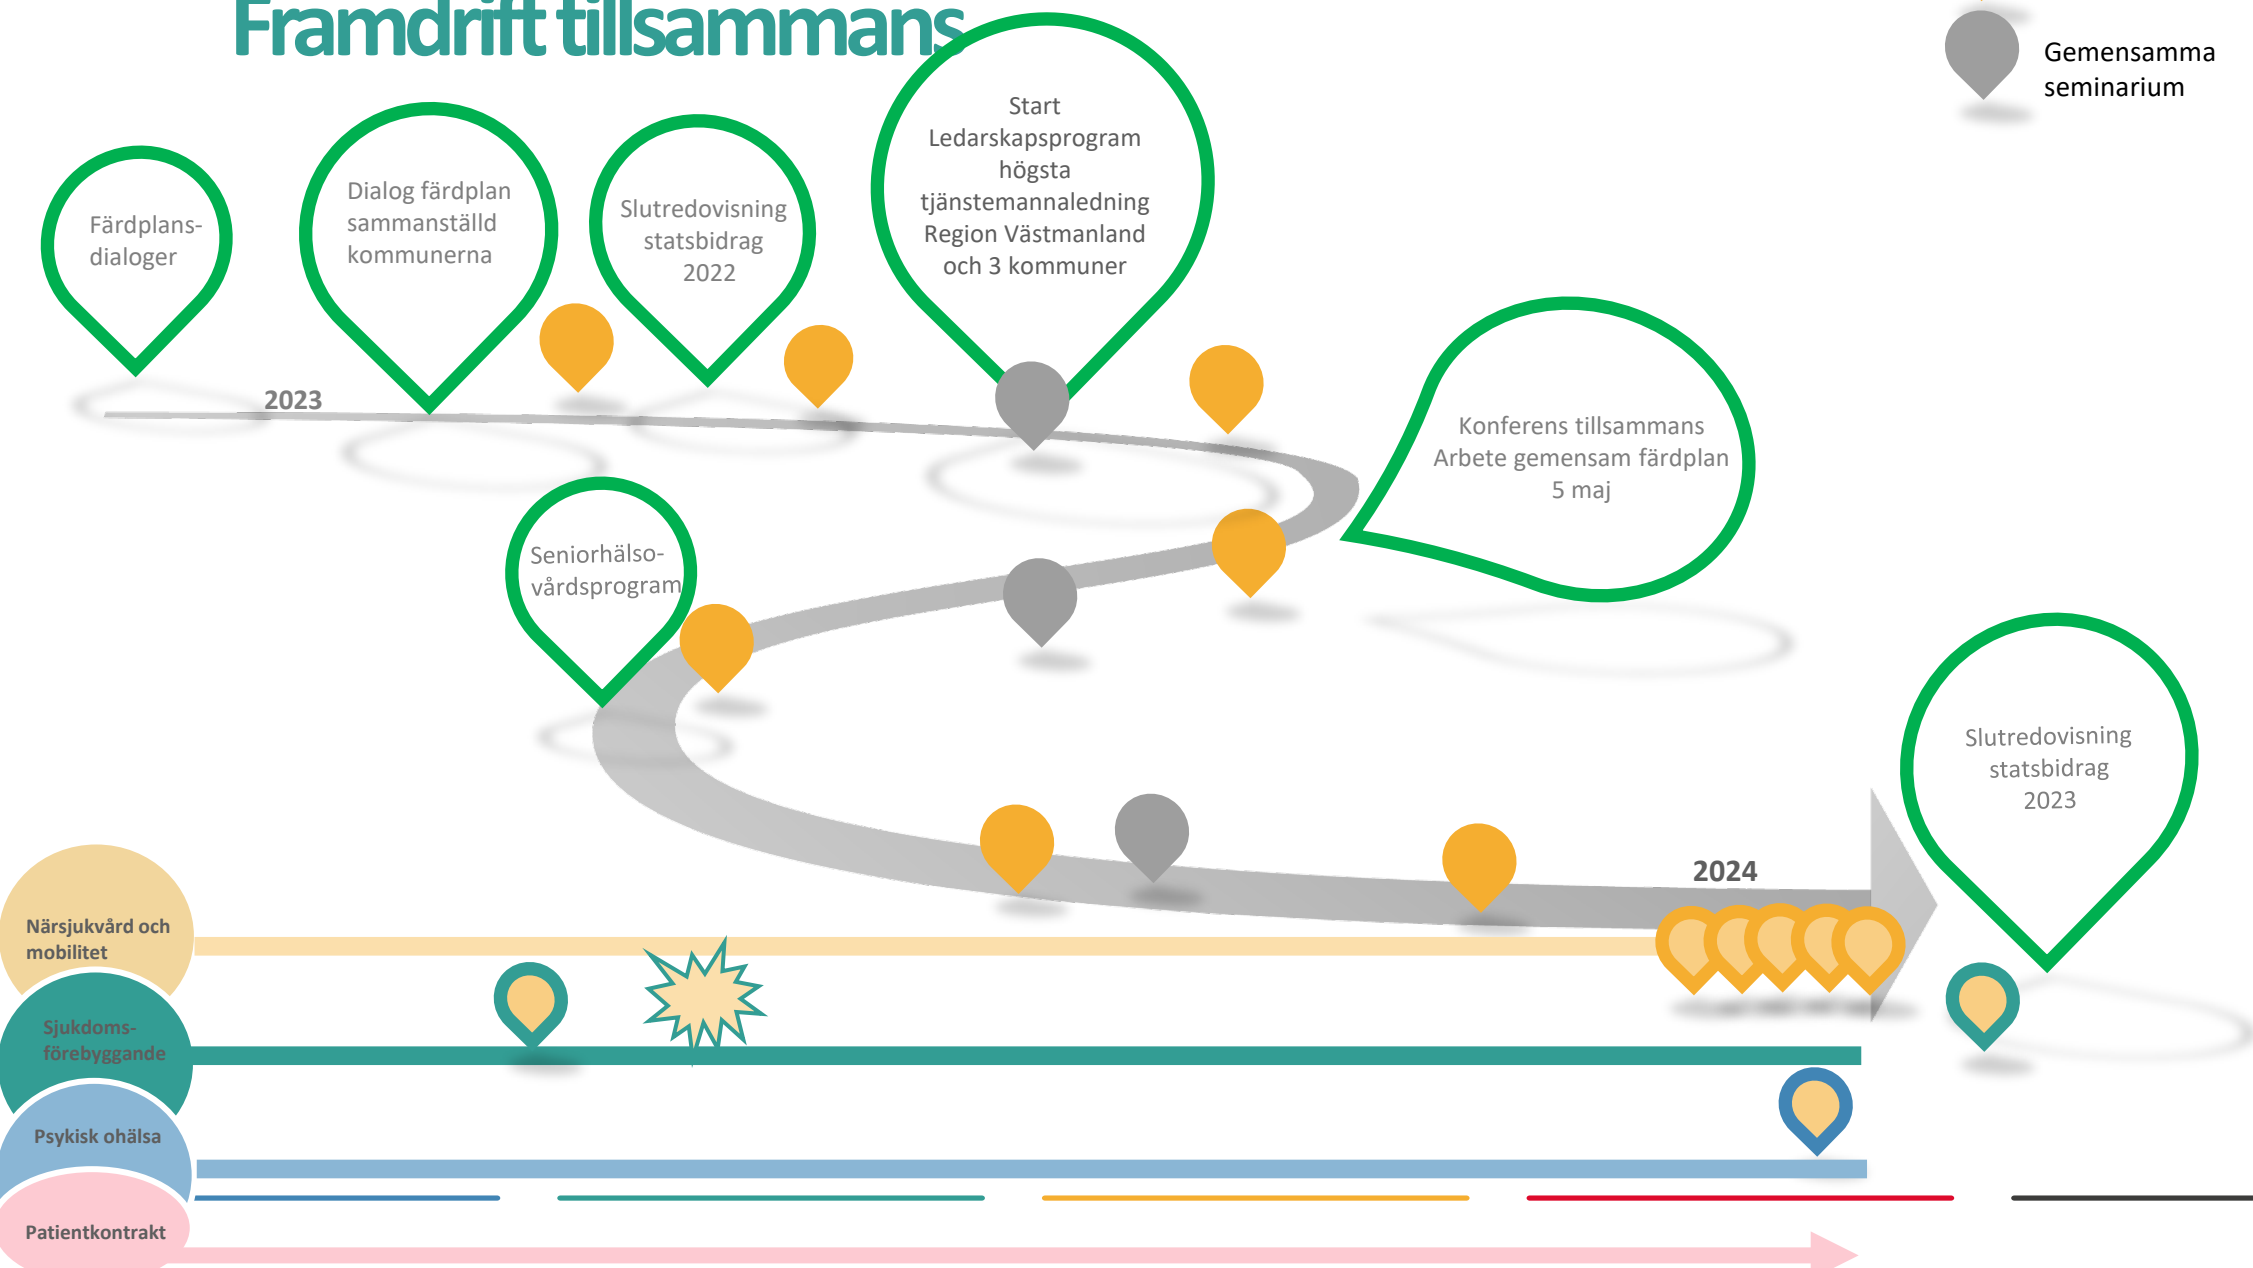 Framdrift tillsammans
Gemensamma
seminarium
Start
Ledarskapsprogram
högsta
tjänstemannaledning
Region Västmanland
och 3 kommuner
Dialog färdplan
sammanställd
kommunerna
Slutredovisning
statsbidrag
2022
Färdplans-
dialoger
2023
Konferens tillsammans
Arbete gemensam färdplan
5 maj
Seniorhälso-
vårdsprogram
Slutredovisning
statsbidrag
2023
2024
Närsjukvård och
mobilitet
Sjukdoms-
förebyggande
Psykisk ohälsa
Patientkontrakt